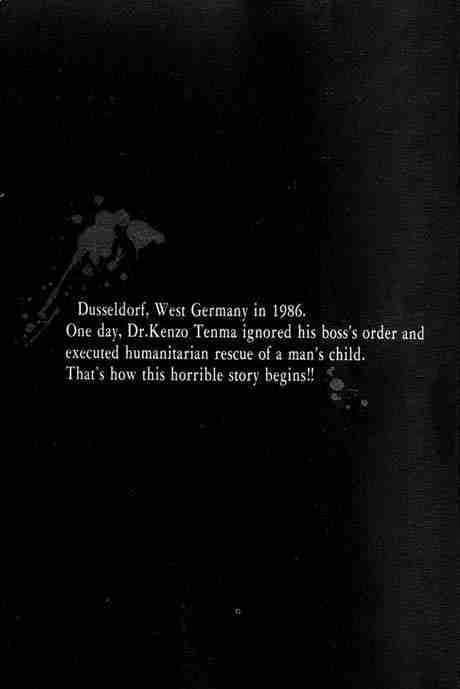 Dusseldorf, West Germany in 1986.
One day, Dr.Kenzo Tenma ignored his boss's order and
executed humanitarian rescue of a man's child.
That's how this horrible story begins!!